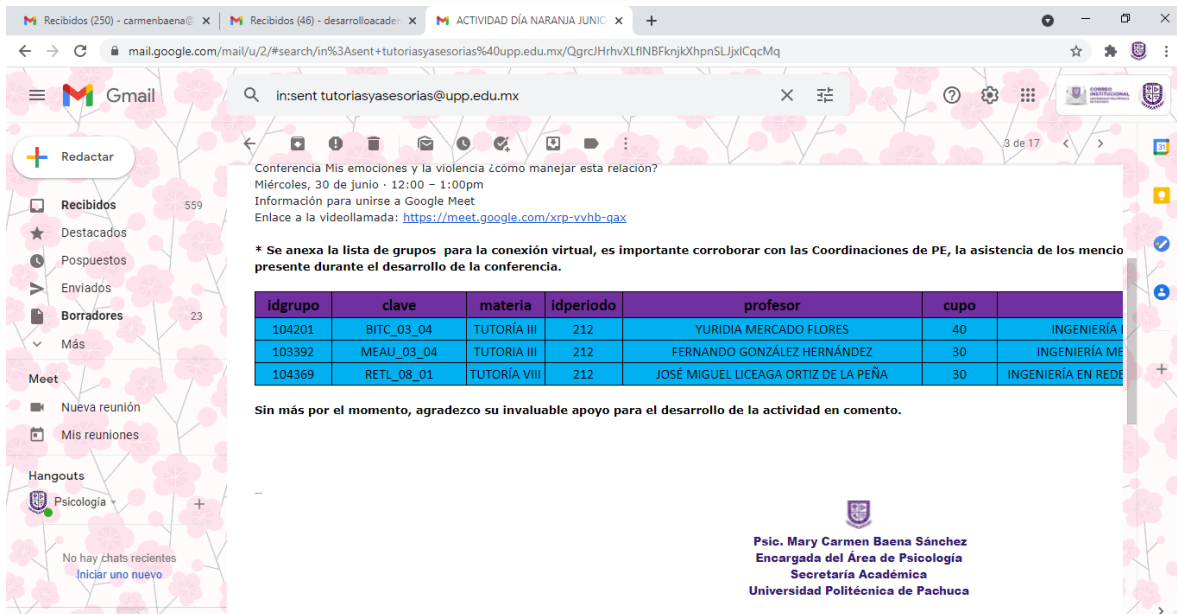 Recibidos (250) - carmenbaena@
Recibidos (46) - desarrolloacaden
ACTIVIDAD DÍA NARANJA JUNIO
mail.google.com/mail/u/2/#search/in%3Asent+tutoriasyasesorias%40upp.edu.mx/QgrcJHrhvXLflNBFknjkXhpnSLJjxlCqcMq
Gmail
in:sent tutoriasyasesorias@upp.edu.mx
CORREO
INSTITUCIONAL
Redactar
3 de 17
Recibidos 559
Destacados
Pospuestos
Enviados
Borradores 23
Más
Meet
Nueva reunión
Mis reuniones
Hangouts
Psicología
No hay chats recientes
Iniciar uno nuevo
Conferencia Mis emociones y la violencia ¿cómo manejar esta relación?
Miércoles, 30 de junio · 12:00 – 1:00pm
Información para unirse a Google Meet
Enlace a la videollamada: https://meet.google.com/xrp-vvhb-qax
* Se anexa la lista de grupos para la conexión virtual, es importante corroborar con las Coordinaciones de PE, la asistencia de los mencio
presente durante el desarrollo de la conferencia.
idgrupo clave materia idperiodo profesor cupo
104201 BITC_03_04 TUTORÍA III 212 YURIDIA MERCADO FLORES 40 INGENIERÍA
103392 MEAU_03_04 TUTORIA III 212 FERNANDO GONZÁLEZ HERNÁNDEZ 30 INGENIERÍA ME
104369 RETL_08_01 TUTORÍA VIII 212 JOSÉ MIGUEL LICEAGA ORTIZ DE LA PEÑA 30 INGENIERÍA EN REDE
Sin más por el momento, agradezco su invaluable apoyo para el desarrollo de la actividad en comento.
--
Psic. Mary Carmen Baena Sánchez
Encargada del Área de Psicología
Secretaría Académica
Universidad Politécnica de Pachuca
31